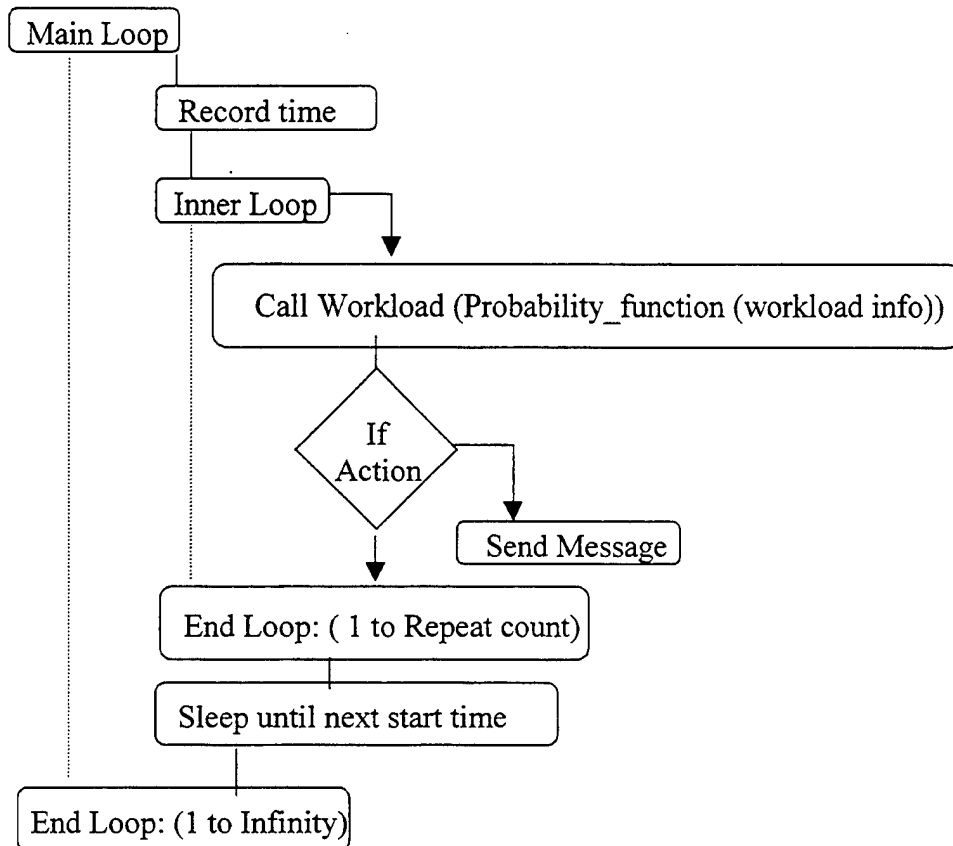 Main Loop
Record time
Inner Loop
Call Workload (Probability_function (workload info))
If
Action
Send Message
End Loop: ( 1 to Repeat count)
Sleep until next start time
End Loop: (1 to Infinity)